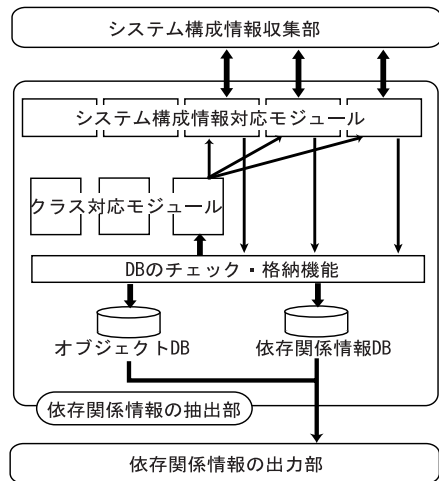 システム構成情報収集部
システム構成情報対応モジュール
クラス対応モジュール
DBのチェック・格納機能
オブジェクトDB
依存関係情報DB
依存関係情報の抽出部
依存関係情報の出力部